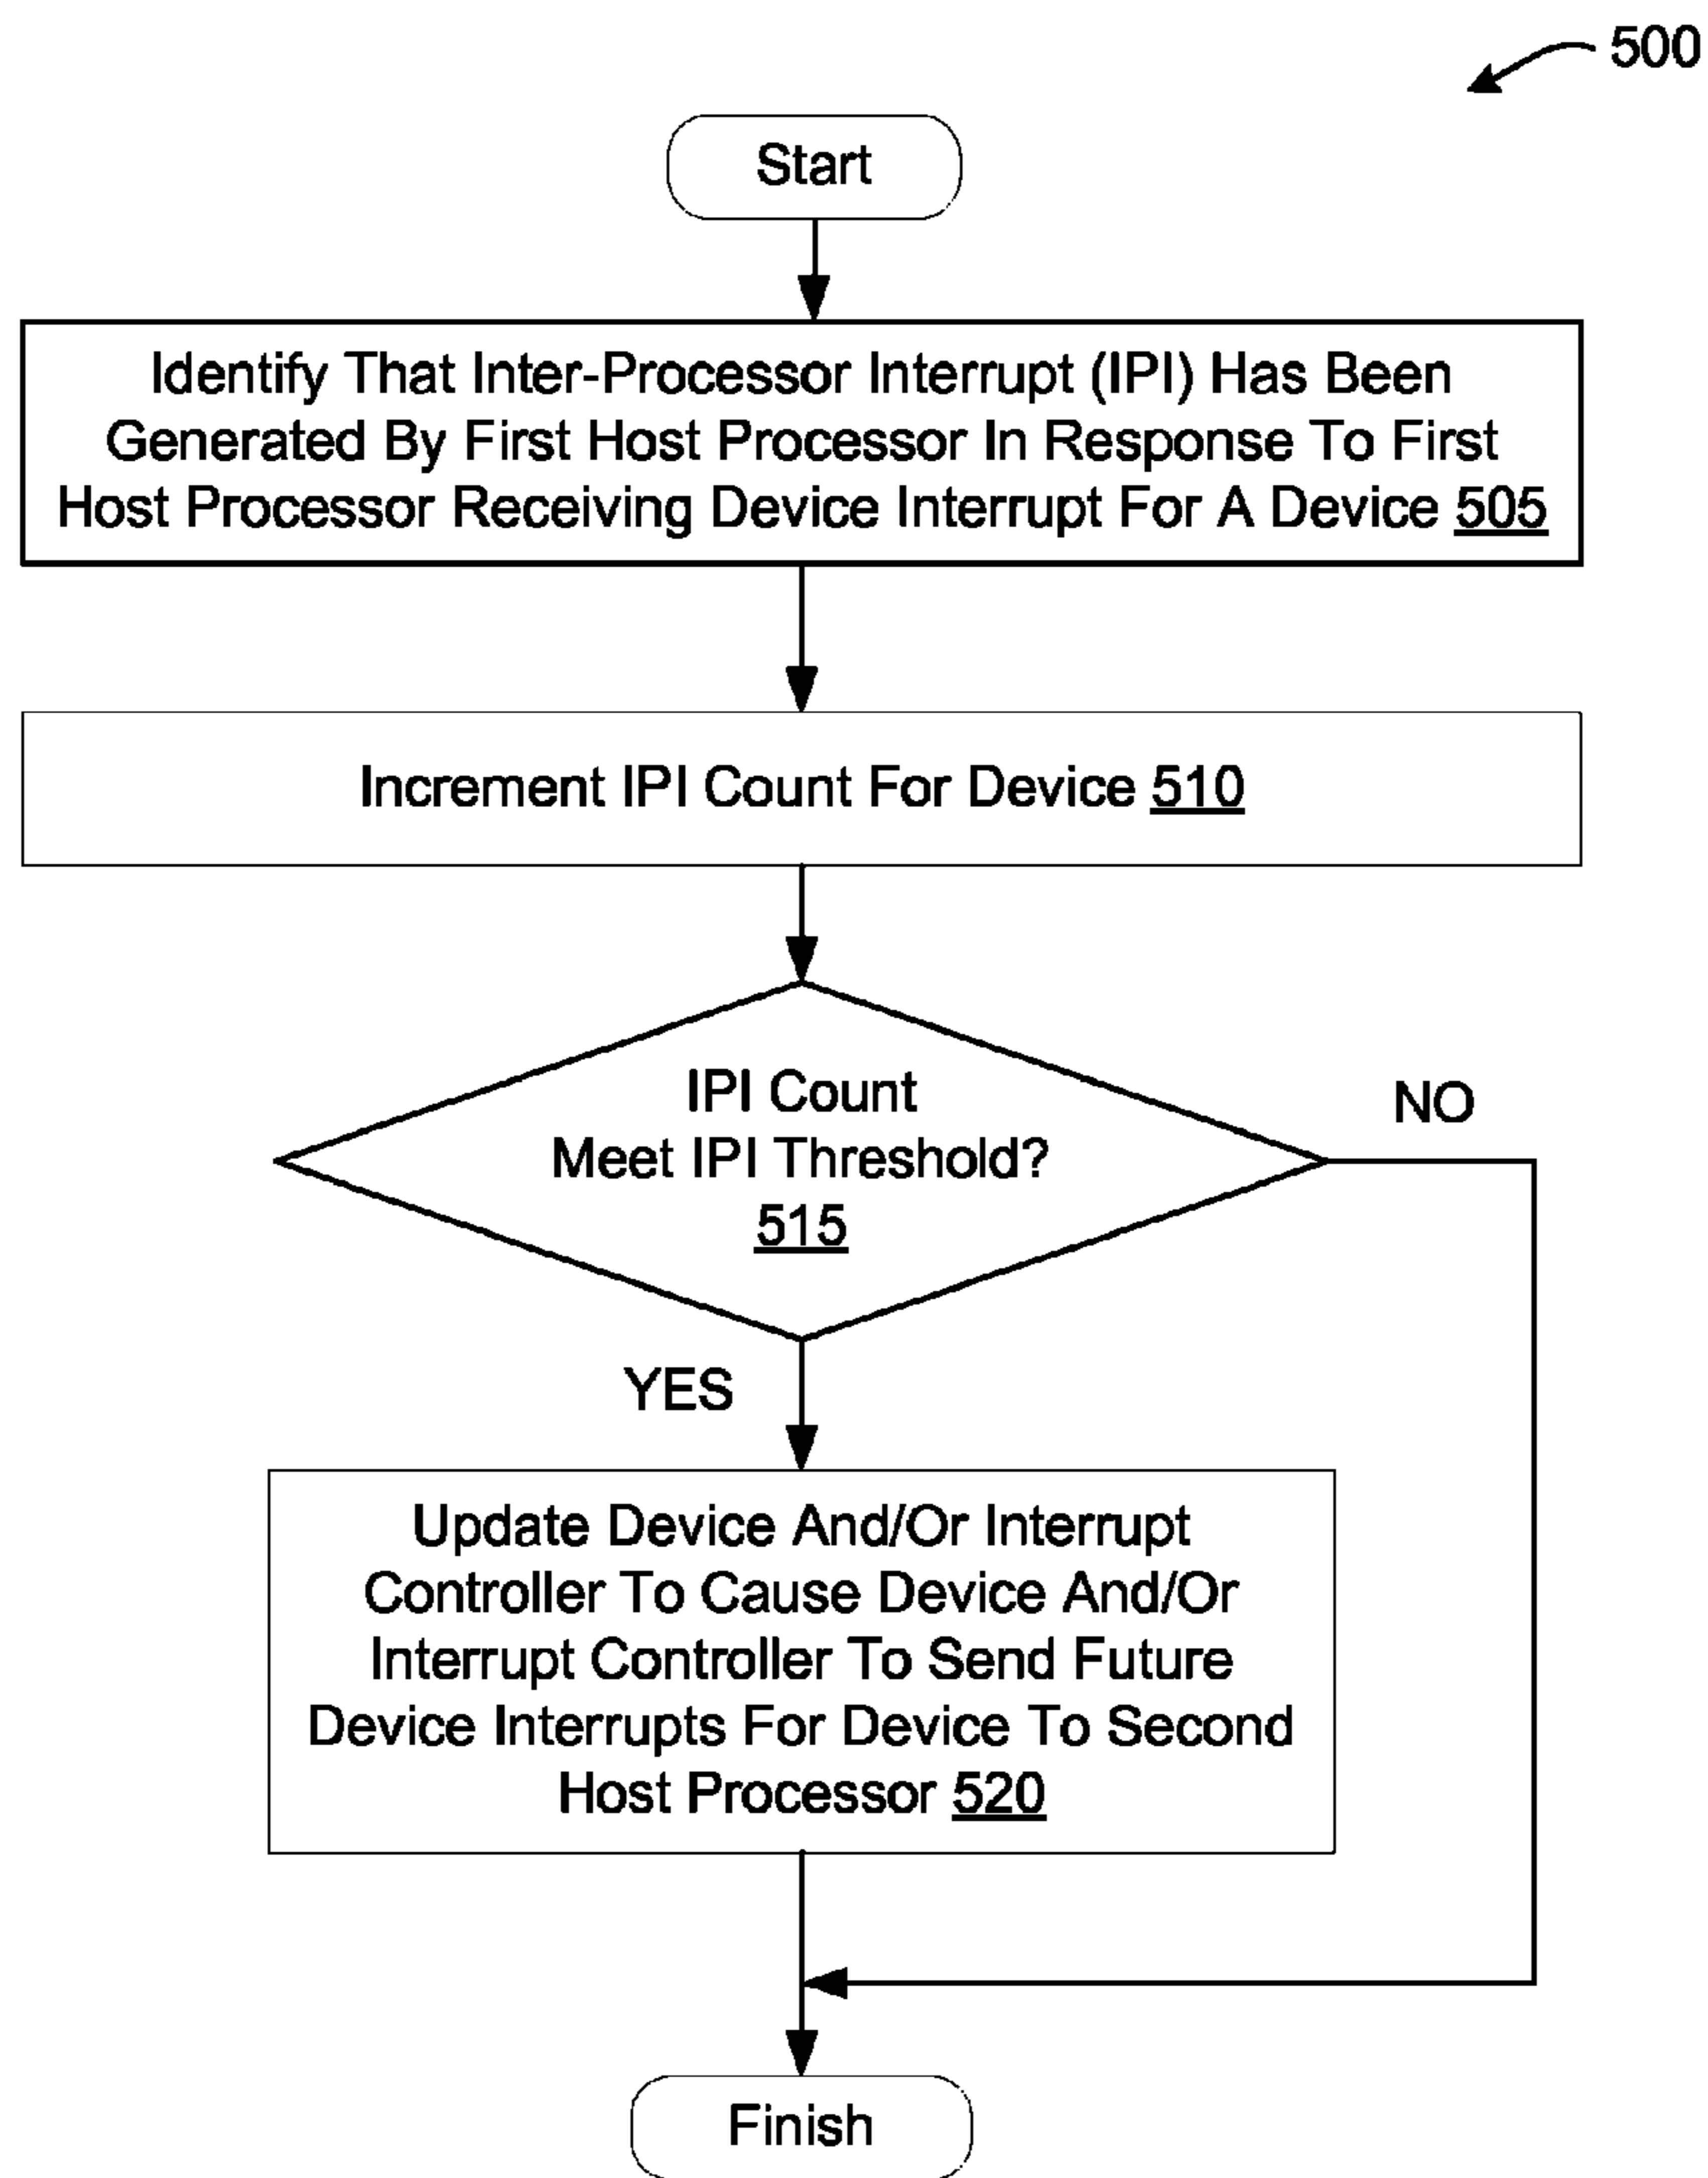 500
Start
Identify That Inter-Processor Interrupt (IPI) Has Been
Generated By First Host Processor In Response To First
Host Processor Receiving Device Interrupt For A Device 505
Increment IPI Count For Device 510
IPI Count
Meet IPI Threshold?
515
NO
YES
Update Device And/Or Interrupt
Controller To Cause Device And/Or
Interrupt Controller To Send Future
Device Interrupts For Device To Second
Host Processor 520
Finish